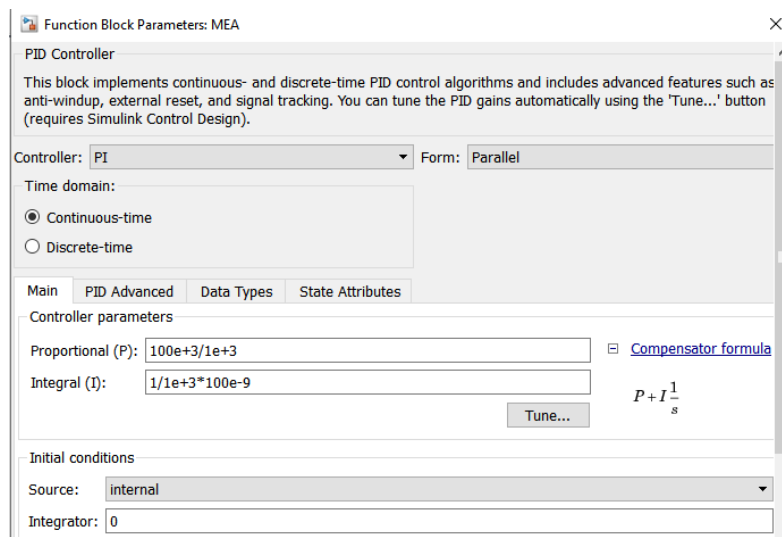 Function Block Parameters: MEA
PID Controller
This block implements continuous- and discrete-time PID control algorithms and includes advanced features such as
anti-windup, external reset, and signal tracking. You can tune the PID gains automatically using the 'Tune...' button
(requires Simulink Control Design).
Controller: PI Form: Parallel
Time domain:
Continuous-time
Discrete-time
Main PID Advanced Data Types State Attributes
Controller parameters
Proportional (P): 100e+3/1e+3 Compensator formula
Integral (I): 1/1e+3*100e-9
P+I 1/s
Tune...
Initial conditions
Source: internal
Integrator: 0